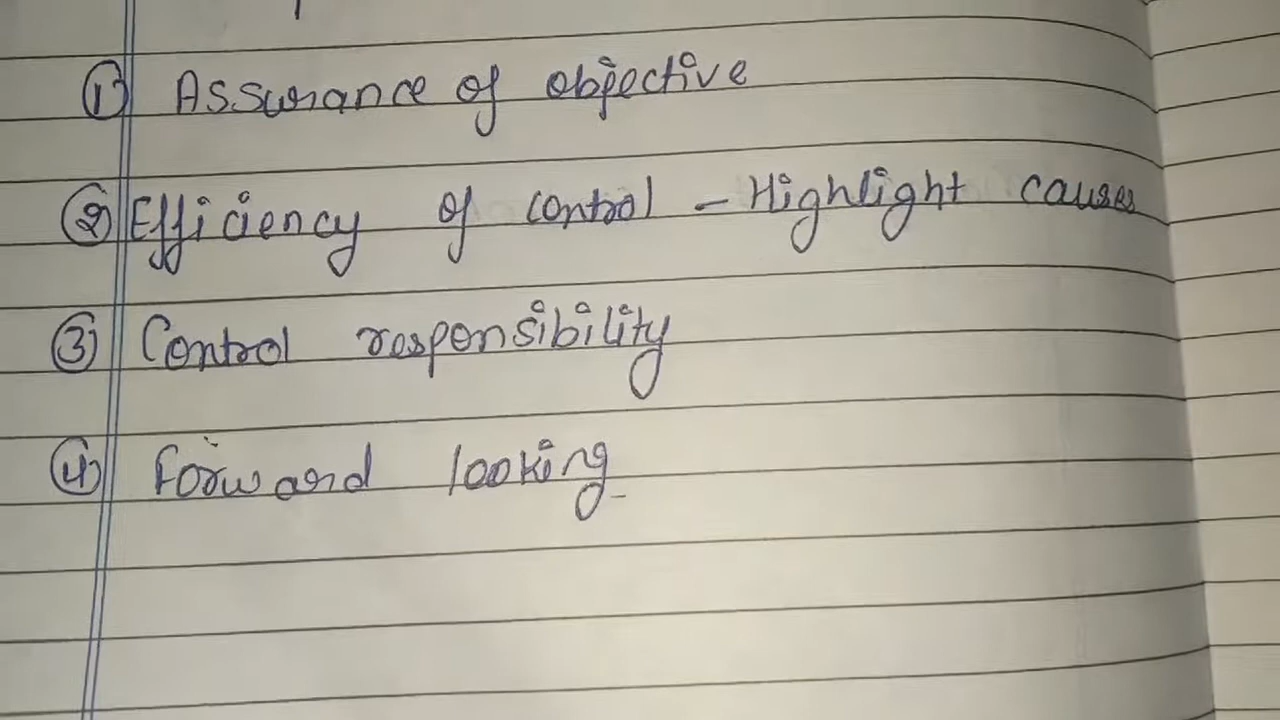 ① Assurance of objective
② Efficiency of control - Highlight causes
③ Control responsibility
④ Forward looking